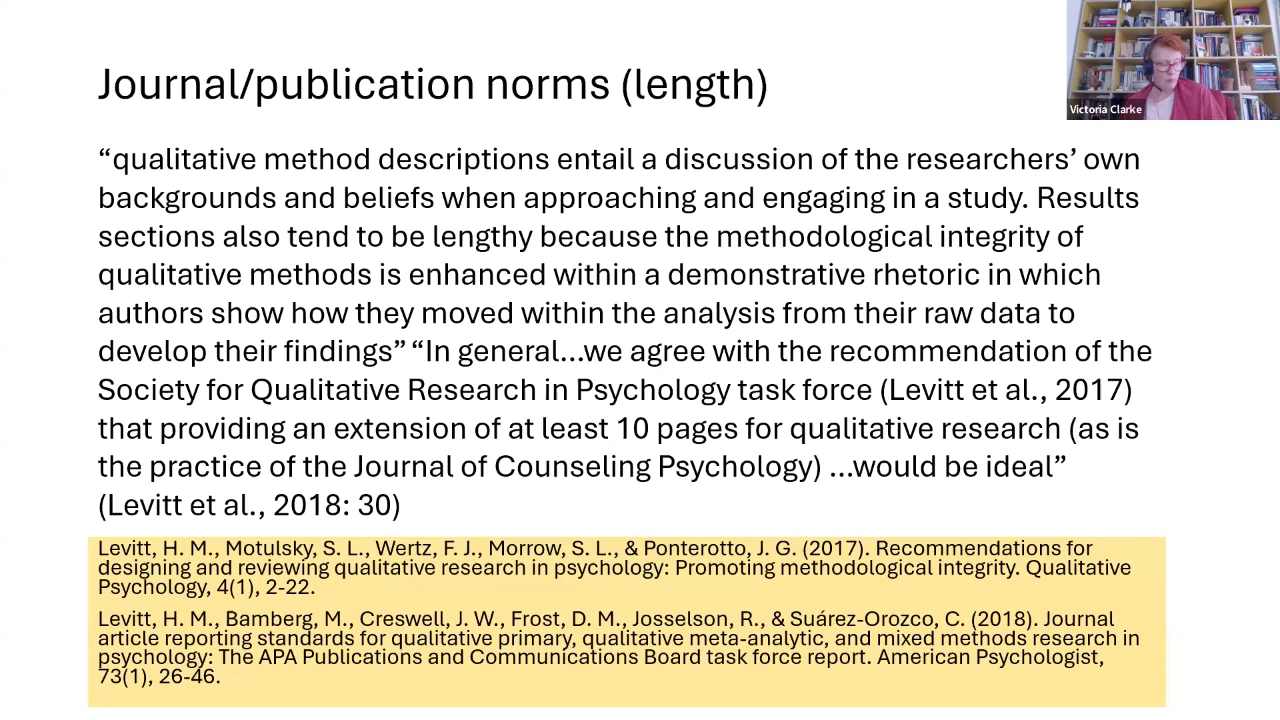 Journal/publication norms (length)
Victoria Clarke
“qualitative method descriptions entail a discussion of the researchers’ own
backgrounds and beliefs when approaching and engaging in a study. Results
sections also tend to be lengthy because the methodological integrity of
qualitative methods is enhanced within a demonstrative rhetoric in which
authors show how they moved within the analysis from their raw data to
develop their findings” “In general…we agree with the recommendation of the
Society for Qualitative Research in Psychology task force (Levitt et al., 2017)
that providing an extension of at least 10 pages for qualitative research (as is
the practice of the Journal of Counseling Psychology) …would be ideal”
(Levitt et al., 2018: 30)
Levitt, H. M., Motulsky, S. L., Wertz, F. J., Morrow, S. L., & Ponterotto, J. G. (2017). Recommendations for
designing and reviewing qualitative research in psychology: Promoting methodological integrity. Qualitative
Psychology, 4(1), 2-22.
Levitt, H. M., Bamberg, M., Creswell, J. W., Frost, D. M., Josselson, R., & Suárez-Orozco, C. (2018). Journal
article reporting standards for qualitative primary, qualitative meta-analytic, and mixed methods research in
psychology: The APA Publications and Communications Board task force report. American Psychologist,
73(1), 26-46.